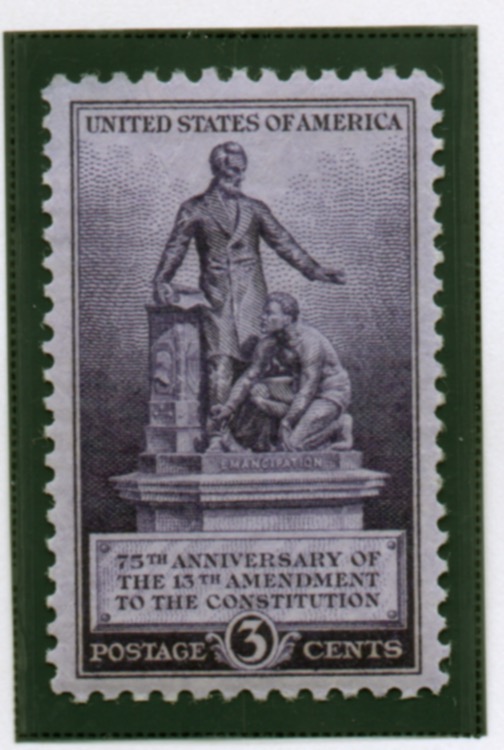 UNITED STATES OF AMERICA
EMANCIPATION
75TH ANNIVERSARY OF
THE 13TH AMENDMENT
TO THE CONSTITUTION
POSTAGE 3 CENTS